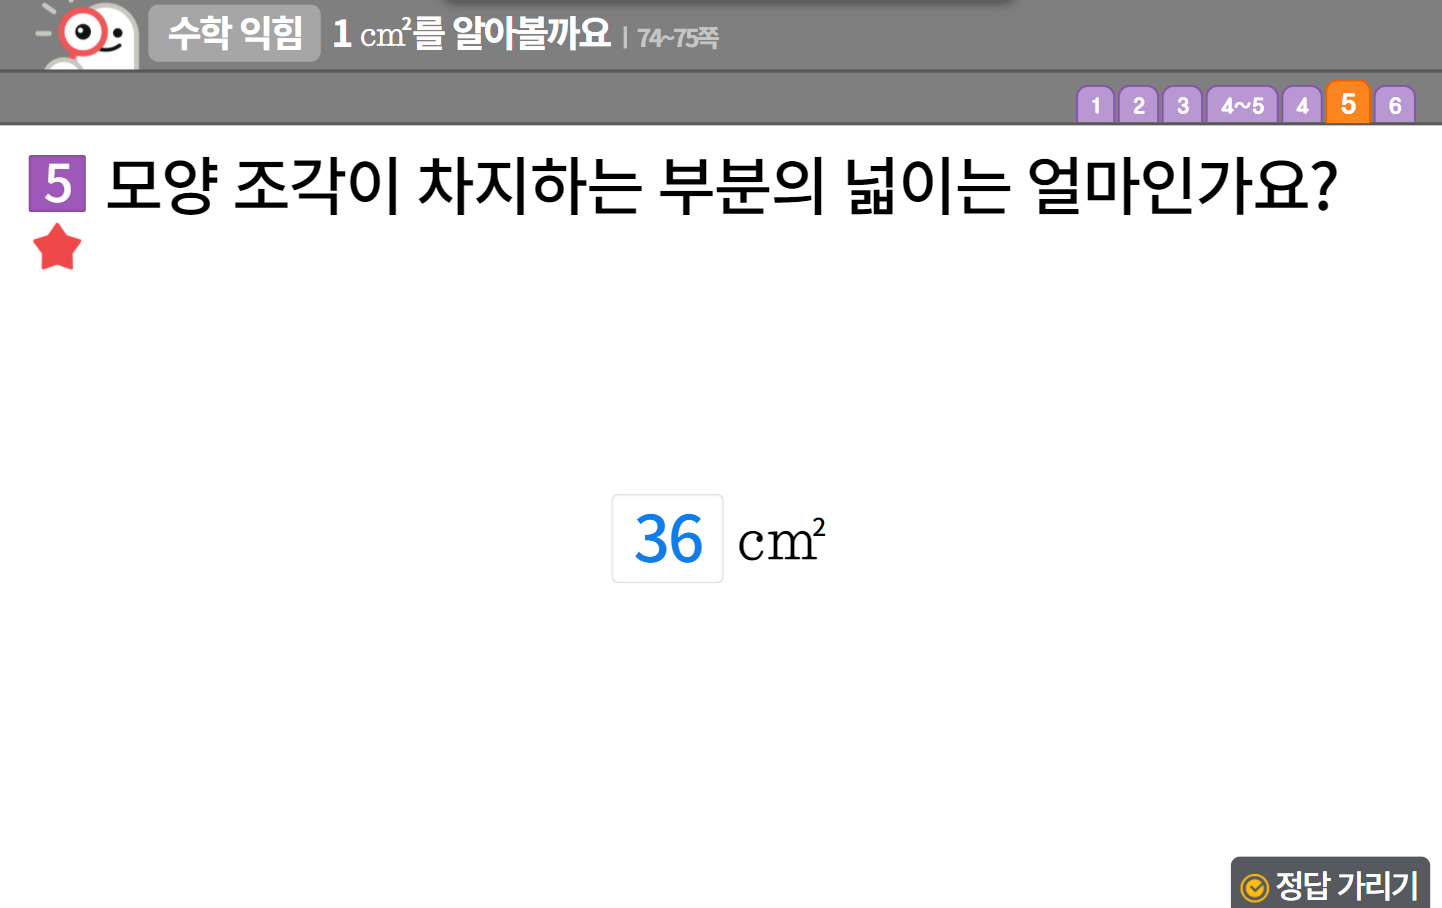 수학 익힘 1 cm²를 알아볼까요 | 74~75쪽
1 2 3 4~5 4 5 6
5 모양 조각이 차지하는 부분의 넓이는 얼마인가요?
36 cm²
정답 가리기